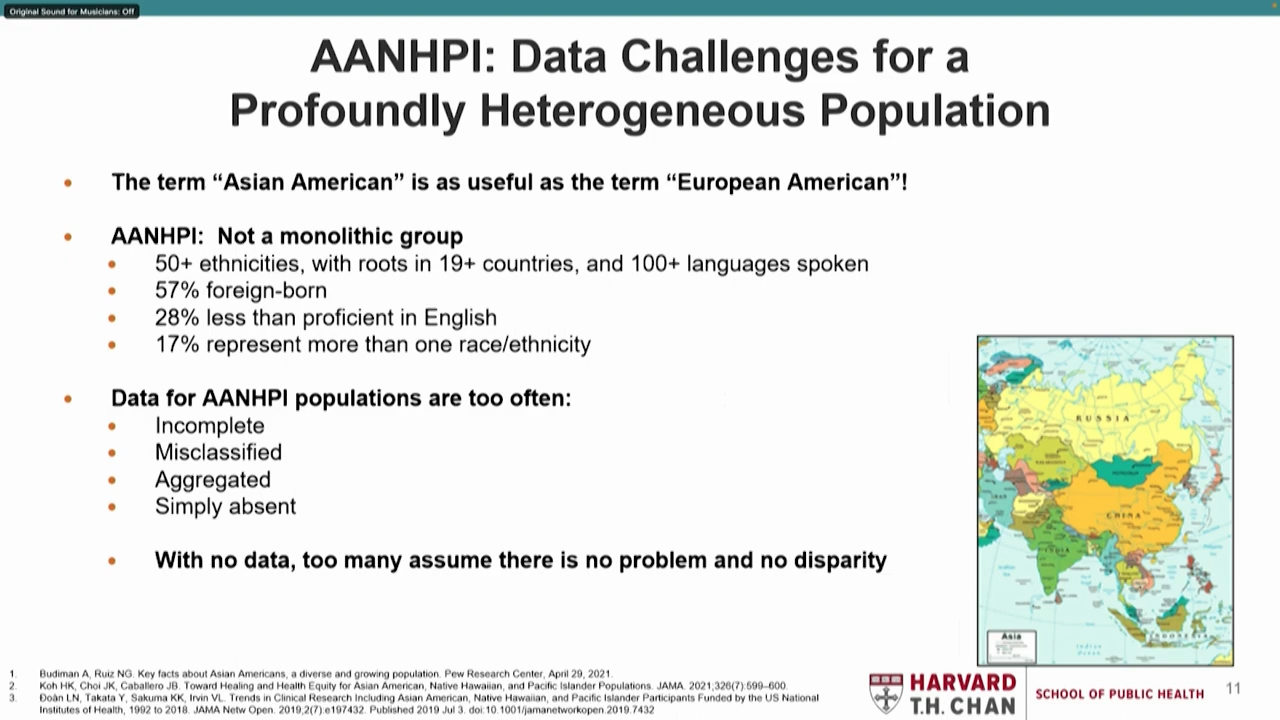 Original Sound for Musicians: Off
AANHPI: Data Challenges for a
Profoundly Heterogeneous Population
• The term “Asian American” is as useful as the term “European American”!
• AANHPI: Not a monolithic group
• 50+ ethnicities, with roots in 19+ countries, and 100+ languages spoken
• 57% foreign-born
• 28% less than proficient in English
• 17% represent more than one race/ethnicity
• Data for AANHPI populations are too often:
• Incomplete
• Misclassified
• Aggregated
• Simply absent
• With no data, too many assume there is no problem and no disparity
RUSSIA
CHINA
INDIA
INDONESIA
Indian
Ocean
Asia
1. Budiman A, Ruiz NG. Key facts about Asian Americans, a diverse and growing population. Pew Research Center, April 29, 2021.
2. Koh HK, Choi JK, Caballero JB. Toward Healing and Health Equity for Asian American, Native Hawaiian, and Pacific Islander Populations. JAMA. 2021;326(7):599–600.
3. Đoàn LN, Takata Y, Sakuma KK, Irvin VL. Trends in Clinical Research Including Asian American, Native Hawaiian, and Pacific Islander Participants Funded by the US National
Institutes of Health, 1992 to 2018. JAMA Netw Open. 2019;2(7):e197432. Published 2019 Jul 3. doi:10.1001/jamanetworkopen.2019.7432
HARVARD
T.H. CHAN
SCHOOL OF PUBLIC HEALTH
11